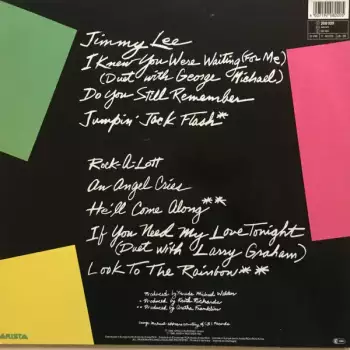 Jimmy Lee
I Knew You Were Waiting (For Me)
(Duet with George Michael)
Do You Still Remember
Jumpin' Jack Flash*
Rock-A-Lott
An Angel Cries
He'll Come Along**
If You Need My Love Tonight
(Duet with Larry Graham)
Look To The Rainbow**
Produced by Narada Michael Walden
*Produced by Keith Richards
**Produced by Aretha Franklin
ARISTA